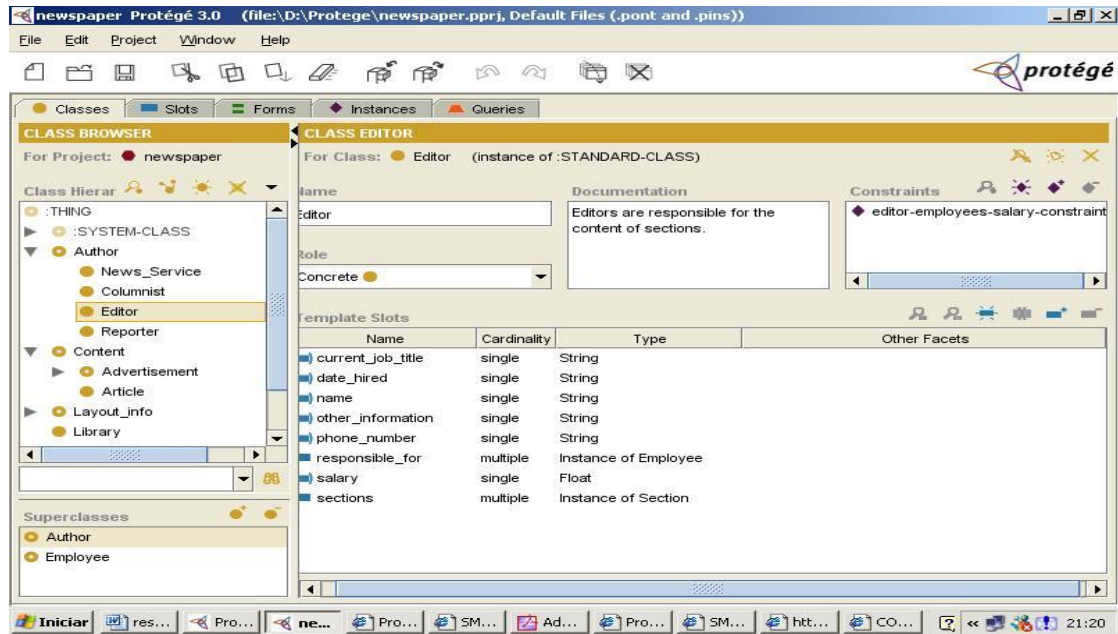 newspaper Protégé 3.0 (file:\D:\Protege\newspaper.pprj, Default Files (.pont and .pins))
File Edit Project Window Help
protégé
Classes Slots Forms Instances Queries
CLASS BROWSER
For Project: newspaper
Class Hierar
:THING
:SYSTEM-CLASS
Author
News_Service
Columnist
Editor
Reporter
Content
Advertisement
Article
Layout_info
Library
Superclasses
Author
Employee
CLASS EDITOR
For Class: Editor (instance of :STANDARD-CLASS)
Name Documentation Constraints
Editor
Editors are responsible for the
content of sections.
editor-employees-salary-constraint
Role
Concrete
Template Slots
Name Cardinality Type Other Facets
current_job_title single String
date_hired single String
name single String
other_information single String
phone_number single String
responsible_for multiple Instance of Employee
salary single Float
sections multiple Instance of Section
Iniciar res... Pro... ne... Pro... SM... Ad... Pro... SM... htt... CO... 21:20